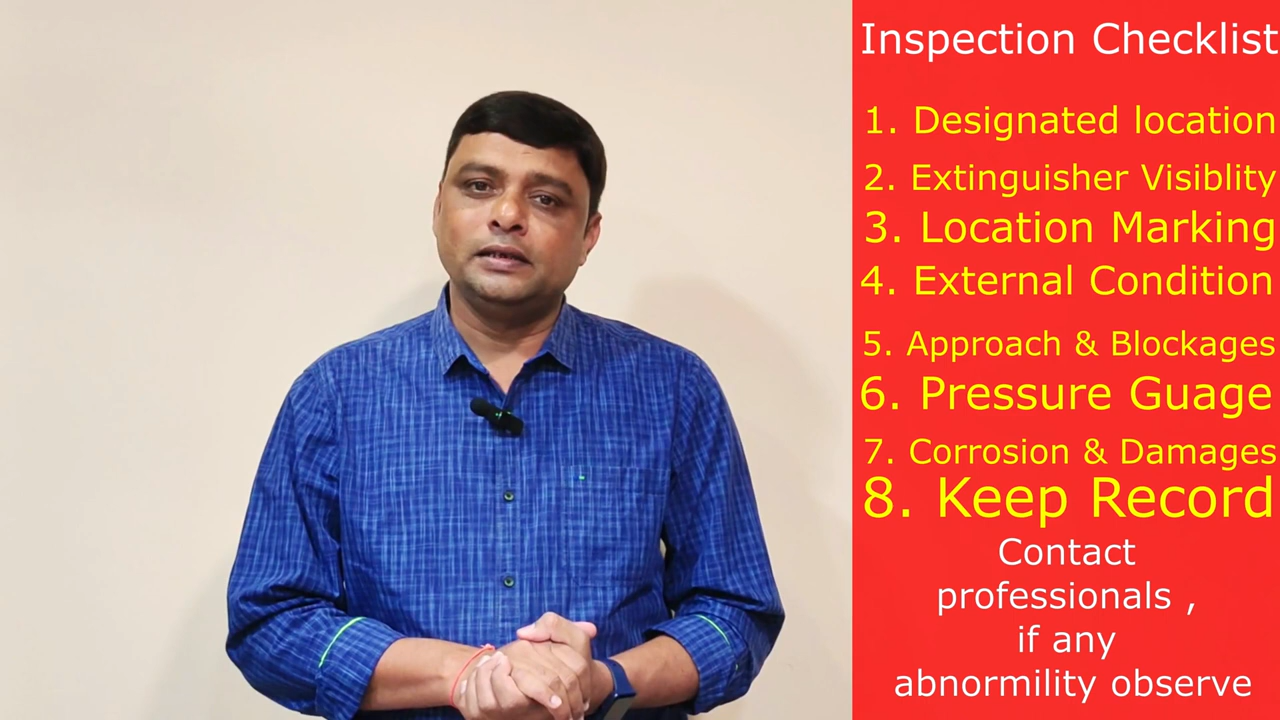 Inspection Checklist
1. Designated location
2. Extinguisher Visiblity
3. Location Marking
4. External Condition
5. Approach & Blockages
6. Pressure Guage
7. Corrosion & Damages
8. Keep Record
Contact
professionals ,
if any
abnormility observe